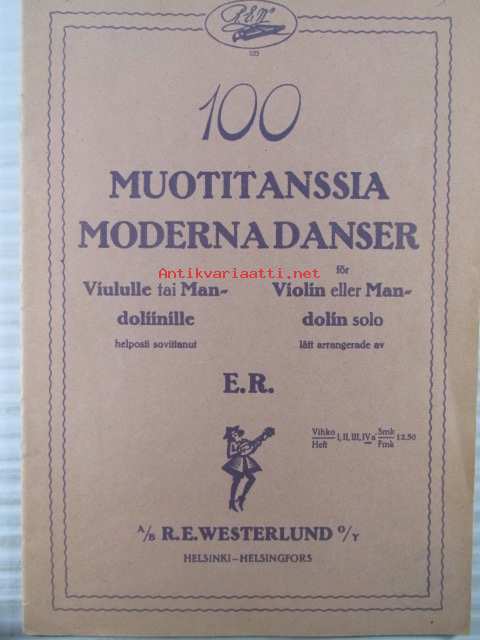 R.E.W.
123
100
MUOTITANSSIA
MODERNA DANSER
Antikvariaatti.net
Viululle tai Man-
doliinille
helposti sovittanut
för
Violin eller Man-
dolin solo
lätt arrangerade av
E.R.
Vihko Smk
Heft I, II, III, IV a' Fmk 12,50
A/B R.E.WESTERLUND O/Y
HELSINKI–HELSINGFORS